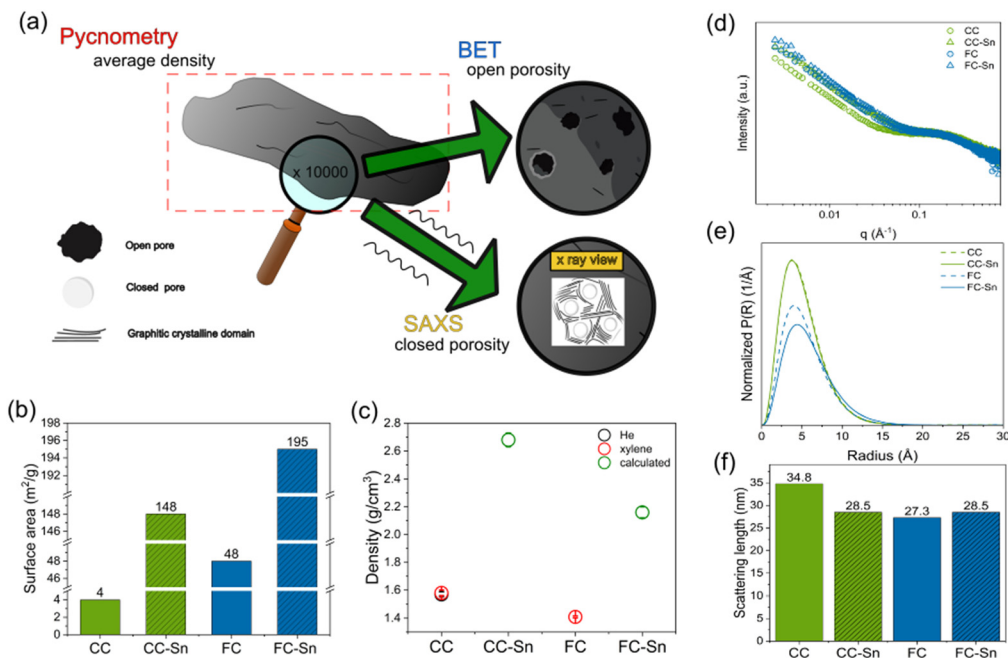 (a)
Pycnometry
average density
BET
open porosity
x 10000
Open pore
Closed pore
Graphitic crystalline domain
x ray view
SAXS
closed porosity
(b)
Surface area (m²/g)
198
196
194
192
148
146
48
46
4
2
0
4
148
48
195
CC
CC-Sn
FC
FC-Sn
(c)
Density (g/cm³)
2.8
2.6
2.4
2.2
2.0
1.8
1.6
1.4
He
xylene
calculated
CC
CC-Sn
FC
FC-Sn
(d)
Intensity (a.u.)
CC
CC-Sn
FC
FC-Sn
0.01
0.1
q (Å⁻¹)
(e)
Normalized P(R) (1/Å)
CC
CC-Sn
FC
FC-Sn
0
5
10
15
20
25
30
Radius (Å)
(f)
Scattering length (nm)
35
30
25
20
15
10
5
0
34.8
28.5
27.3
28.5
CC
CC-Sn
FC
FC-Sn